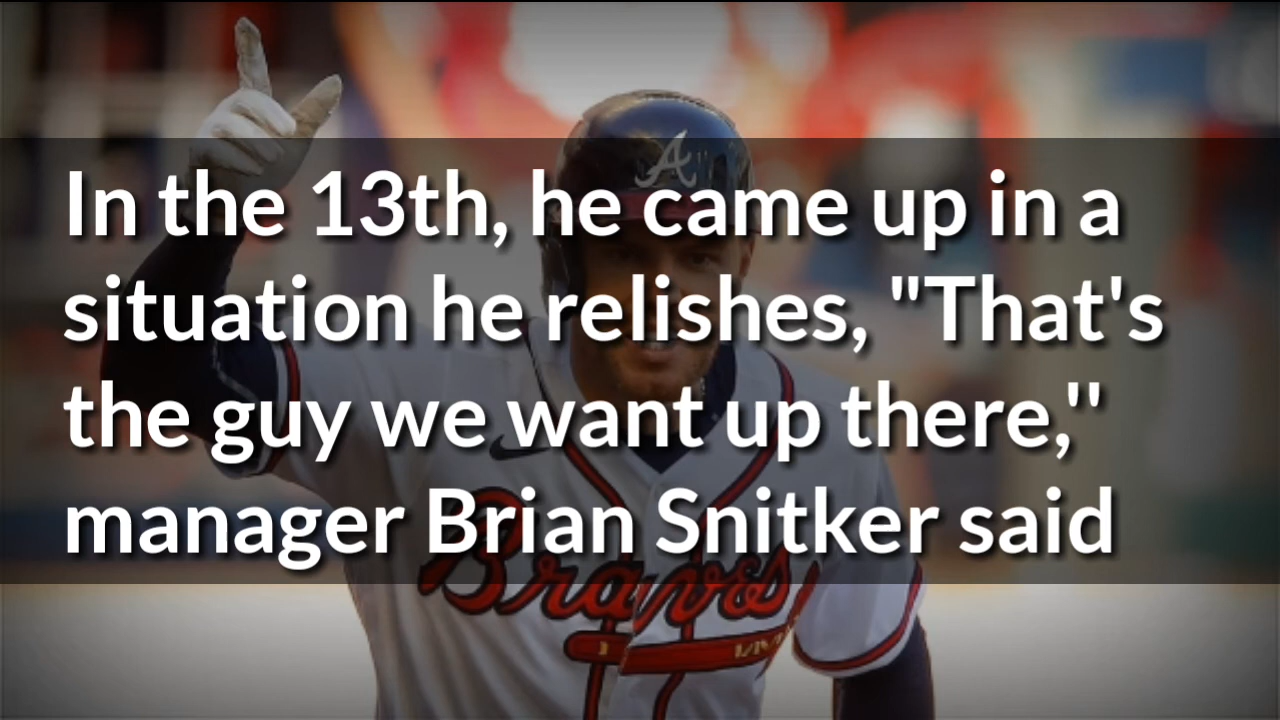 A
In the 13th, he came up in a
situation he relishes, "That's
the guy we want up there,''
manager Brian Snitker said
Braves